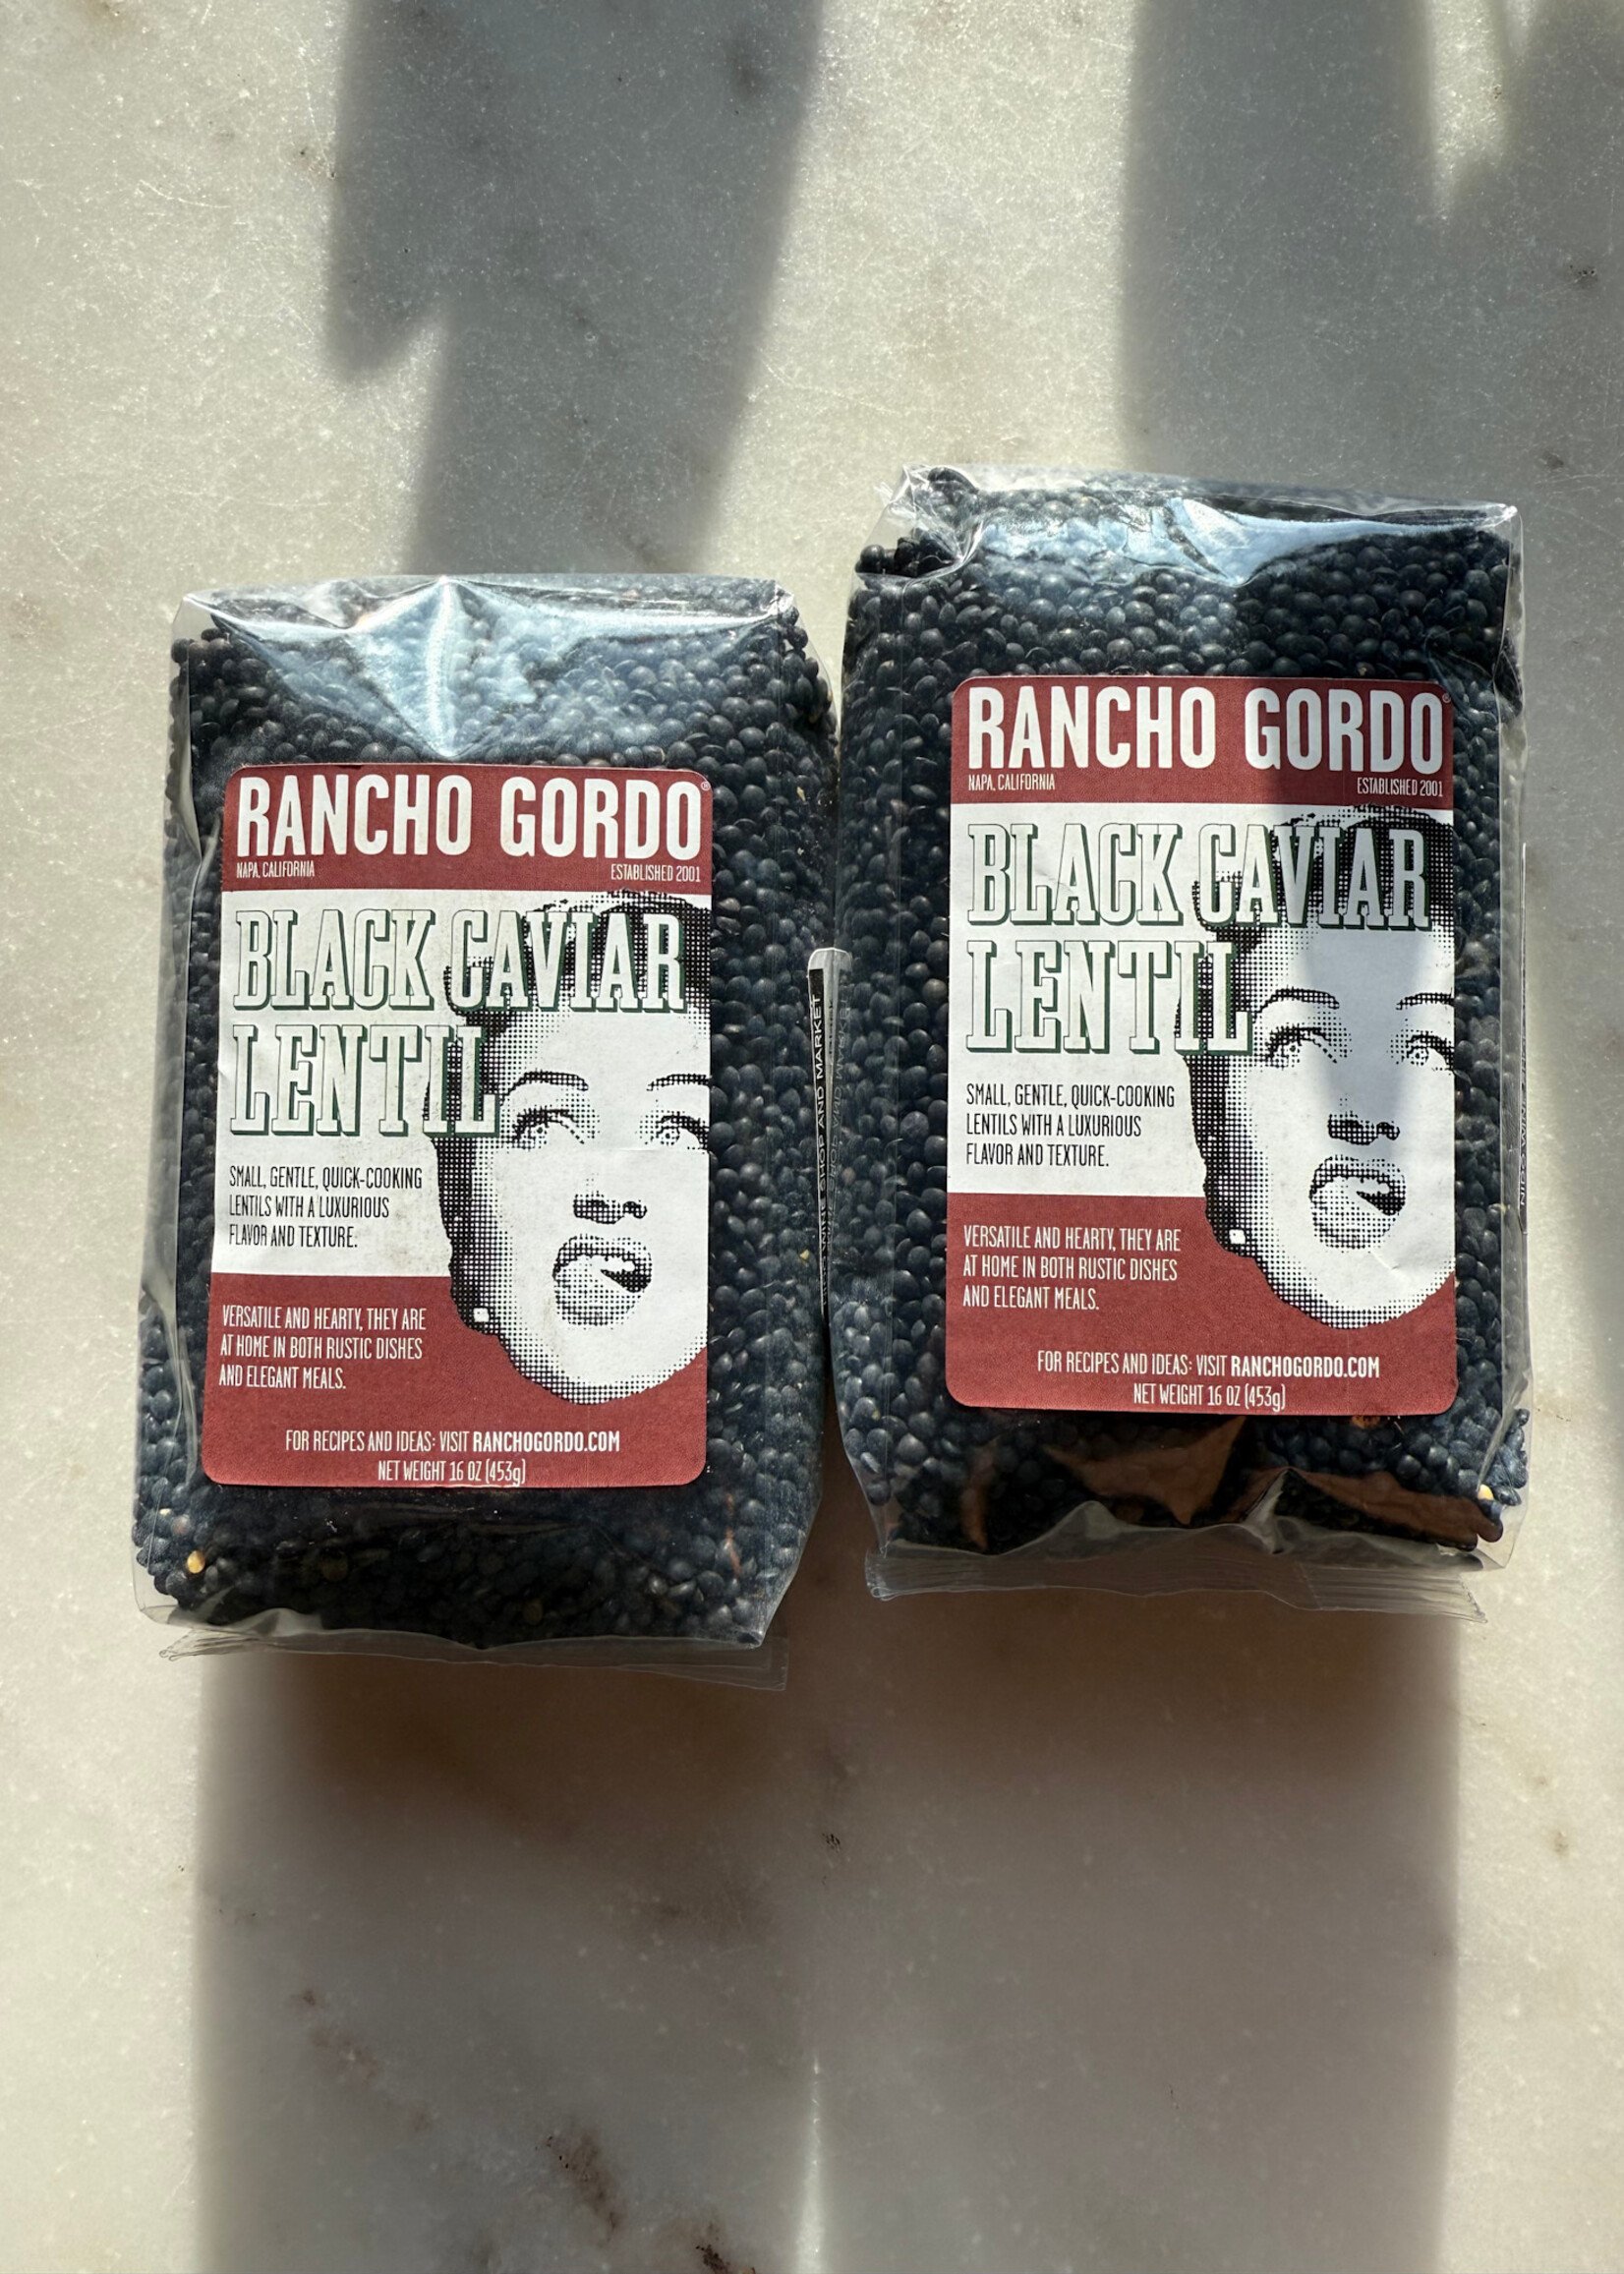 RANCHO GORDO®
NAPA, CALIFORNIA
ESTABLISHED 2001
BLACK CAVIAR
LENTIL
SMALL, GENTLE, QUICK-COOKING
LENTILS WITH A LUXURIOUS
FLAVOR AND TEXTURE.
VERSATILE AND HEARTY, THEY ARE
AT HOME IN BOTH RUSTIC DISHES
AND ELEGANT MEALS.
FOR RECIPES AND IDEAS: VISIT RANCHOGORDO.COM
NET WEIGHT 16 OZ (453g)
WINE SHOP AND MARKET
RANCHO GORDO®
NAPA, CALIFORNIA
ESTABLISHED 2001
BLACK CAVIAR
LENTIL
SMALL, GENTLE, QUICK-COOKING
LENTILS WITH A LUXURIOUS
FLAVOR AND TEXTURE.
VERSATILE AND HEARTY, THEY ARE
AT HOME IN BOTH RUSTIC DISHES
AND ELEGANT MEALS.
FOR RECIPES AND IDEAS: VISIT RANCHOGORDO.COM
NET WEIGHT 16 OZ (453g)